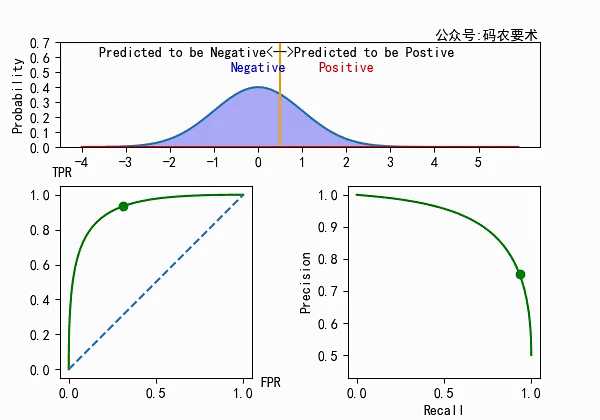 公众号:码农要术
0.7
Predicted to be Negative<-->Predicted to be Postive
0.6
Negative Positive
0.5
0.4
0.3
0.2
0.1
0.0
Probability
-4 -3 -2 -1 0 1 2 3 4 5
TPR
1.0
0.8
0.6
0.4
0.2
0.0
0.0 0.5 1.0
FPR
1.0
0.9
0.8
0.7
0.6
0.5
Precision
0.0 0.5 1.0
Recall